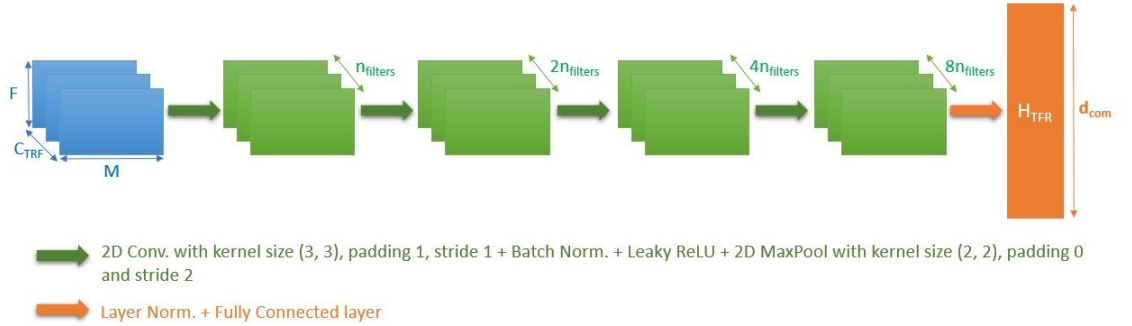 n_filters
2n_filters
4n_filters
8n_filters
F
H_TFR
d_com
C_TRF
M
2D Conv. with kernel size (3, 3), padding 1, stride 1 + Batch Norm. + Leaky ReLU + 2D MaxPool with kernel size (2, 2), padding 0
and stride 2
Layer Norm. + Fully Connected layer